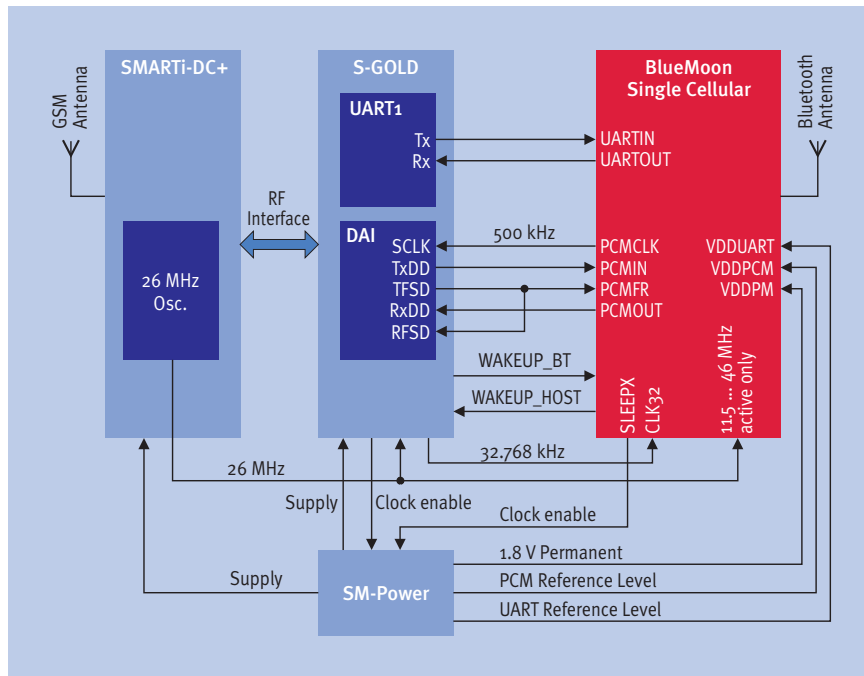 SMARTi-DC+
S-GOLD
BlueMoon
Single Cellular
GSM
Antenna
Bluetooth
Antenna
UART1
Tx
Rx
UARTIN
UARTOUT
RF
Interface
DAI
SCLK
TxDD
TFSD
RxDD
RFSD
500 kHz
PCMCLK
PCMIN
PCMFR
PCMOUT
VDDUART
VDDPCM
VDDPM
26 MHz
Osc.
WAKEUP_BT
WAKEUP_HOST
SLEEPX
CLK32
11.5 ... 46 MHz
active only
32.768 kHz
26 MHz
Supply
Clock enable
Clock enable
1.8 V Permanent
Supply
SM-Power
PCM Reference Level
UART Reference Level